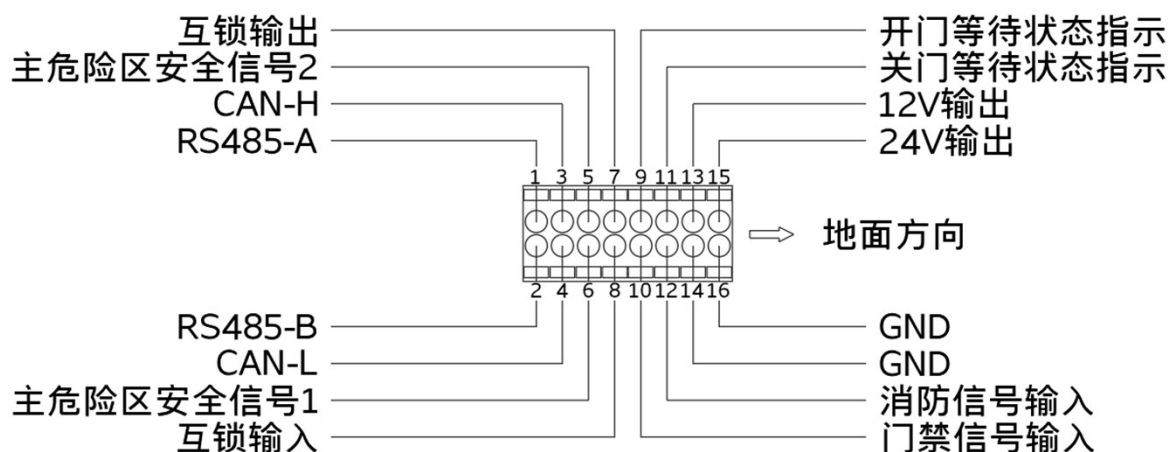 互锁输出
开门等待状态指示
主危险区安全信号2
关门等待状态指示
CAN-H
12V输出
RS485-A
24V输出
1 3 5 7 9 11 13 15
地面方向
2 4 6 8 10 12 14 16
RS485-B
GND
CAN-L
GND
主危险区安全信号1
消防信号输入
互锁输入
门禁信号输入